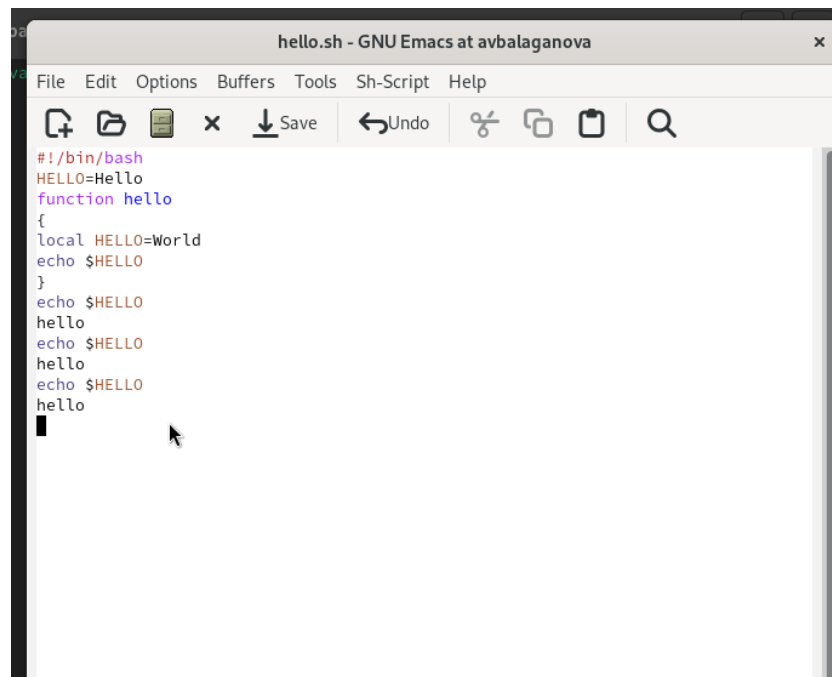 hello.sh - GNU Emacs at avbalaganova
File Edit Options Buffers Tools Sh-Script Help
Save Undo
#!/bin/bash
HELLO=Hello
function hello
{
local HELLO=World
echo $HELLO
}
echo $HELLO
hello
echo $HELLO
hello
echo $HELLO
hello